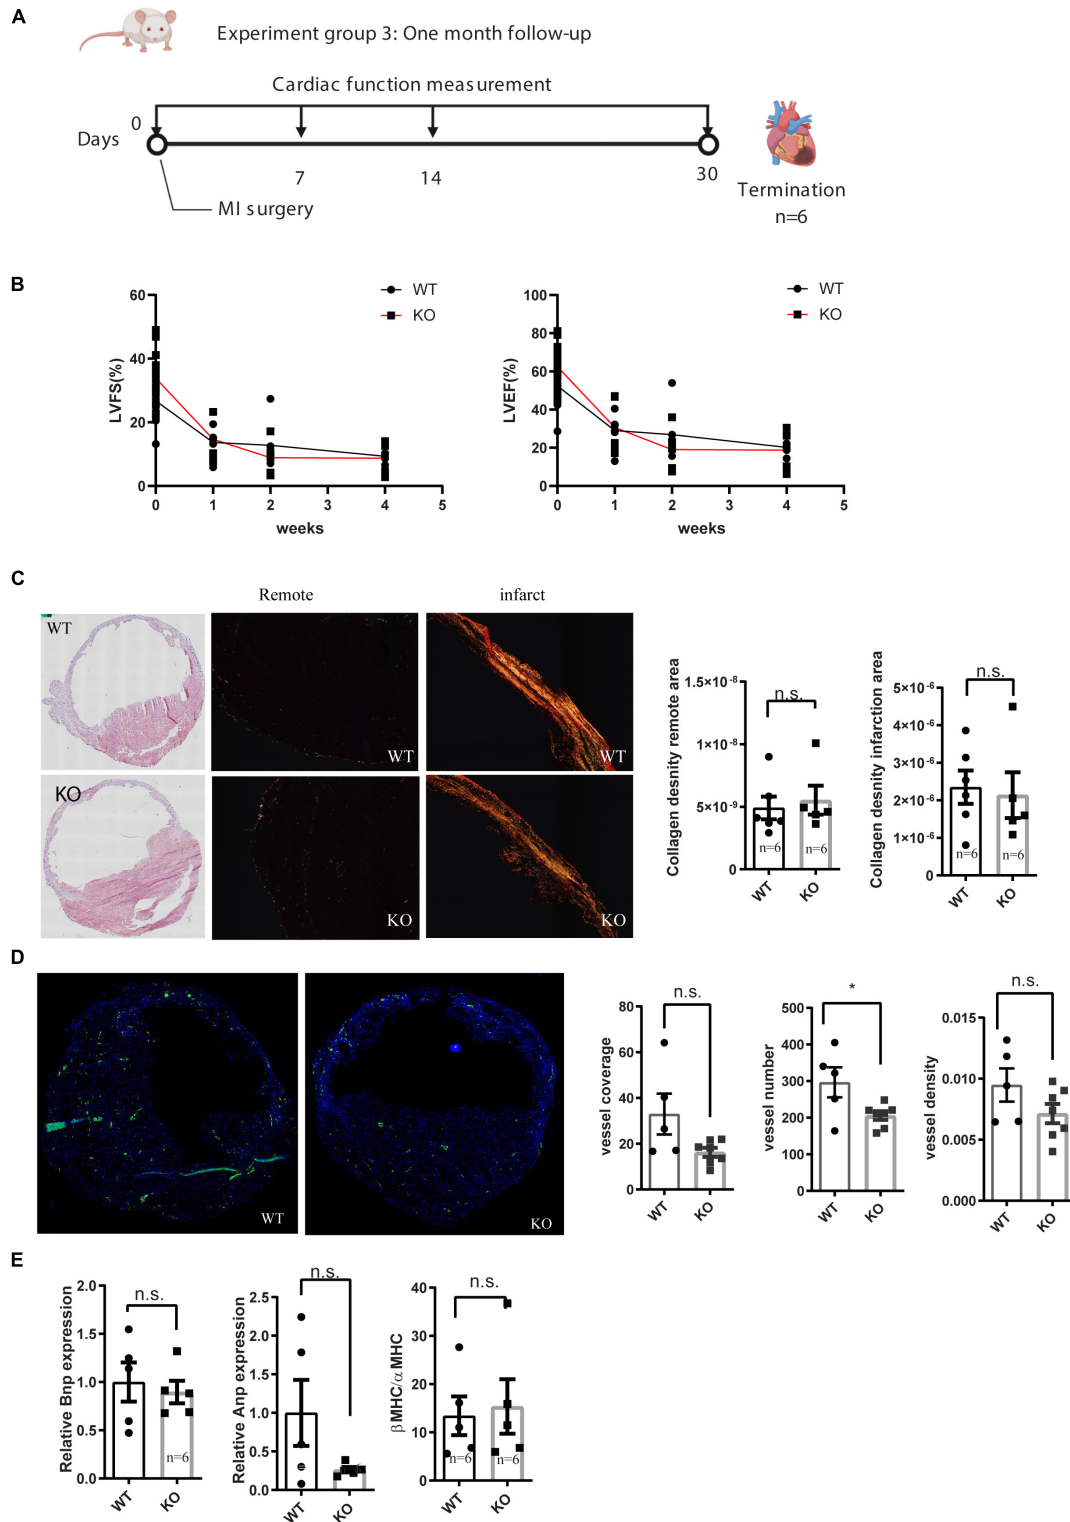 A
Experiment group 3: One month follow-up
Cardiac function measurement
0
Days
7
14
30
MI surgery
Termination
n=6
B
WT
KO
60
40
20
0
LVFS(%)
0 1 2 3 4 5
weeks
WT
KO
100
80
60
40
20
0
LVEF(%)
0 1 2 3 4 5
weeks
C
Remote
infarct
WT
WT
WT
KO
KO
KO
Collagen desnity remote area
1.5×10⁻⁸
1×10⁻⁸
5×10⁻⁹
0
n.s.
n=6
n=6
WT
KO
Collagen desnity infarction area
5×10⁻⁶
4×10⁻⁶
3×10⁻⁶
2×10⁻⁶
1×10⁻⁶
0
n.s.
n=6
n=6
WT
KO
D
WT
KO
vessel coverage
80
60
40
20
0
n.s.
WT
KO
vessel number
500
400
300
200
100
0
*
WT
KO
vessel density
0.015
0.010
0.005
0.000
n.s.
WT
KO
E
Relative Bnp expression
2.0
1.5
1.0
0.5
0.0
n.s.
n=6
WT
KO
Relative Anp expression
2.5
2.0
1.5
1.0
0.5
0.0
n.s.
WT
KO
βMHC/αMHC
40
30
20
10
0
n.s.
n=6
n=6
WT
KO